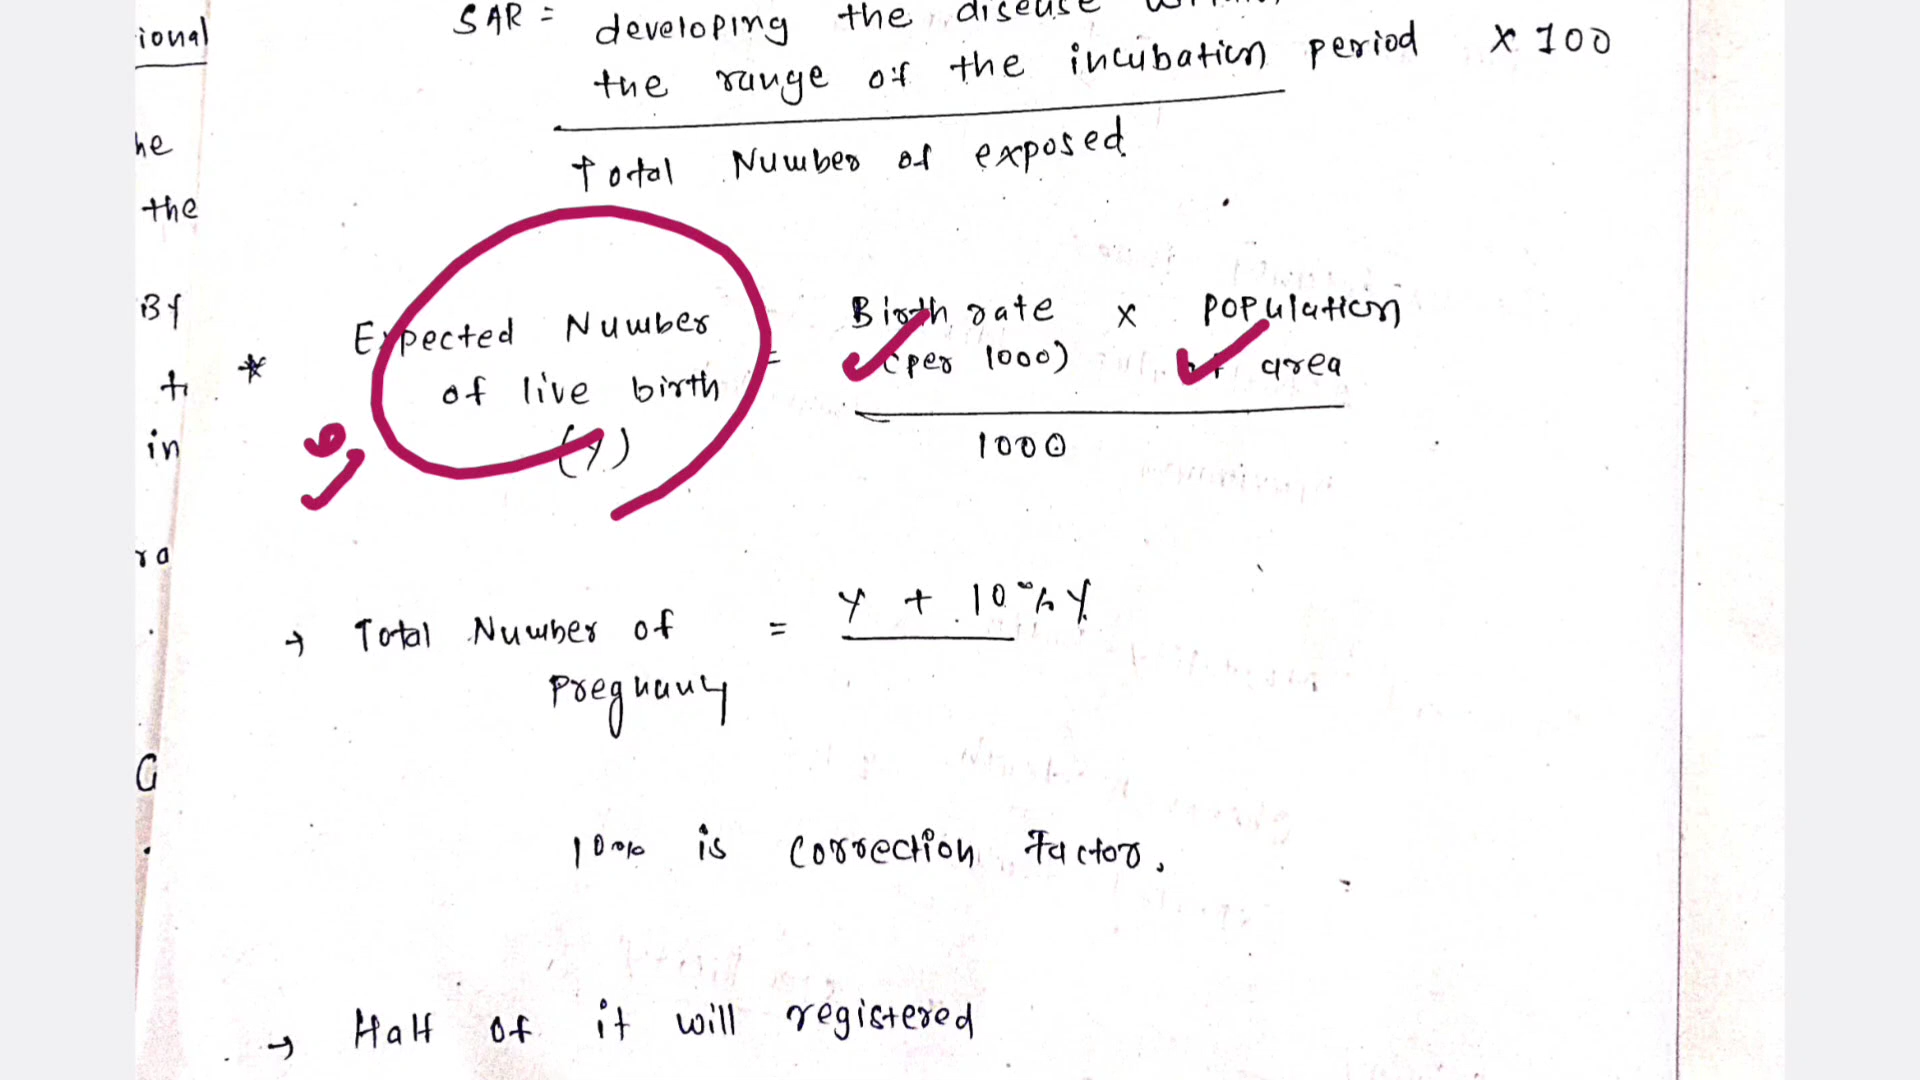 ional
he
the
By
in
ra
G
SAR = developing the disease
the range of the incubation period × 100
Total Number of exposed
* Expected Number = Birth rate × Population
of live birth (per 1000) of area
(Y) 1000
→ Total Number of = Y + 10% Y
Pregnancy
10% is correction factor.
→ Half of it will registered